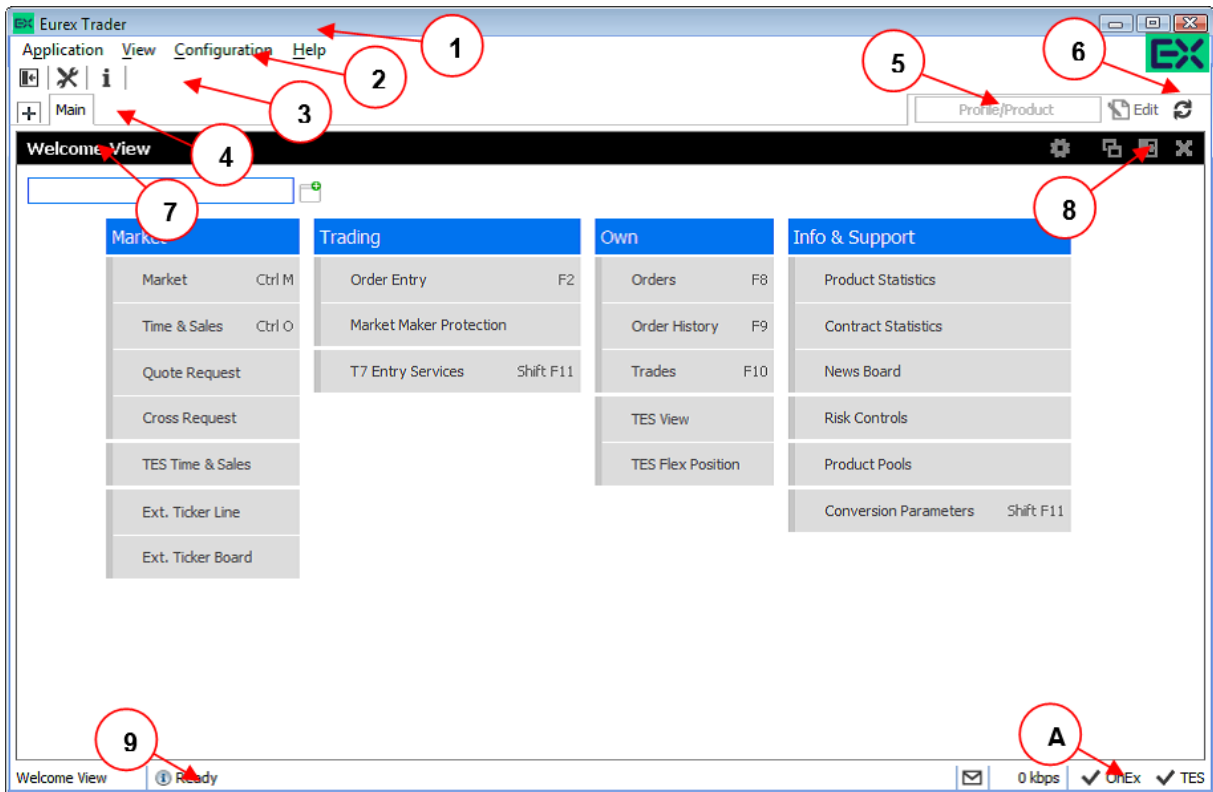 EX Eurex Trader
Application View Configuration Help
EX
i
Main
Profile/Product Edit
Welcome View
Market
Trading
Own
Info & Support
Market Ctrl M
Order Entry F2
Orders F8
Product Statistics
Time & Sales Ctrl O
Market Maker Protection
Order History F9
Contract Statistics
Quote Request
T7 Entry Services Shift F11
Trades F10
News Board
Cross Request
TES View
Risk Controls
TES Time & Sales
TES Flex Position
Product Pools
Ext. Ticker Line
Conversion Parameters Shift F11
Ext. Ticker Board
Welcome View
Ready
0 kbps
OnEx
TES
1
2
3
4
5
6
7
8
9
A